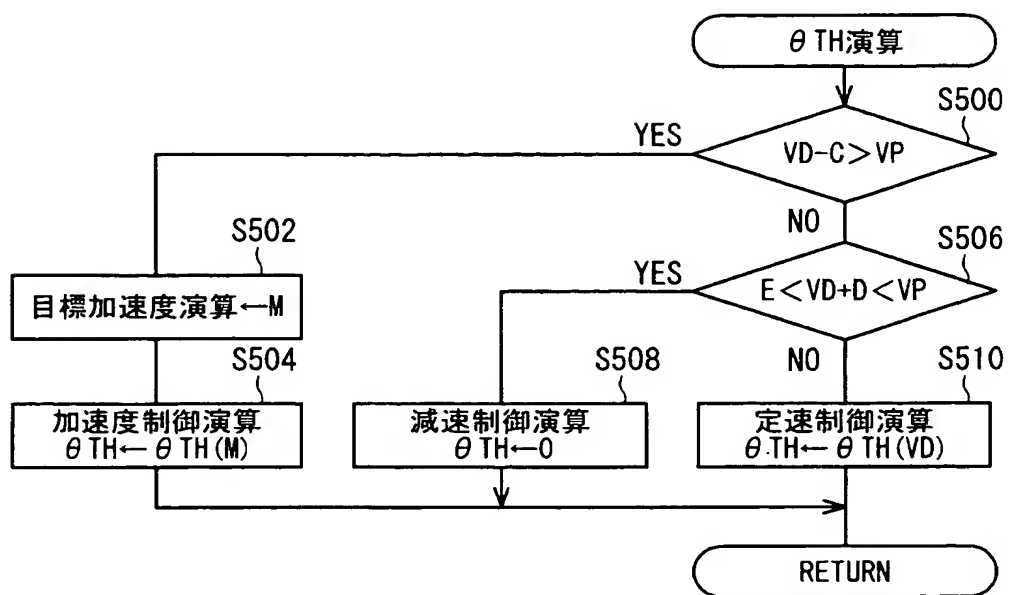 θTH演算
S500
VD-C>VP
YES
NO
S502
目標加速度演算←M
S506
E<VD+D<VP
YES
NO
S504
加速度制御演算
θTH←θTH(M)
S508
減速制御演算
θTH←0
S510
定速制御演算
θ.TH←θTH(VD)
RETURN